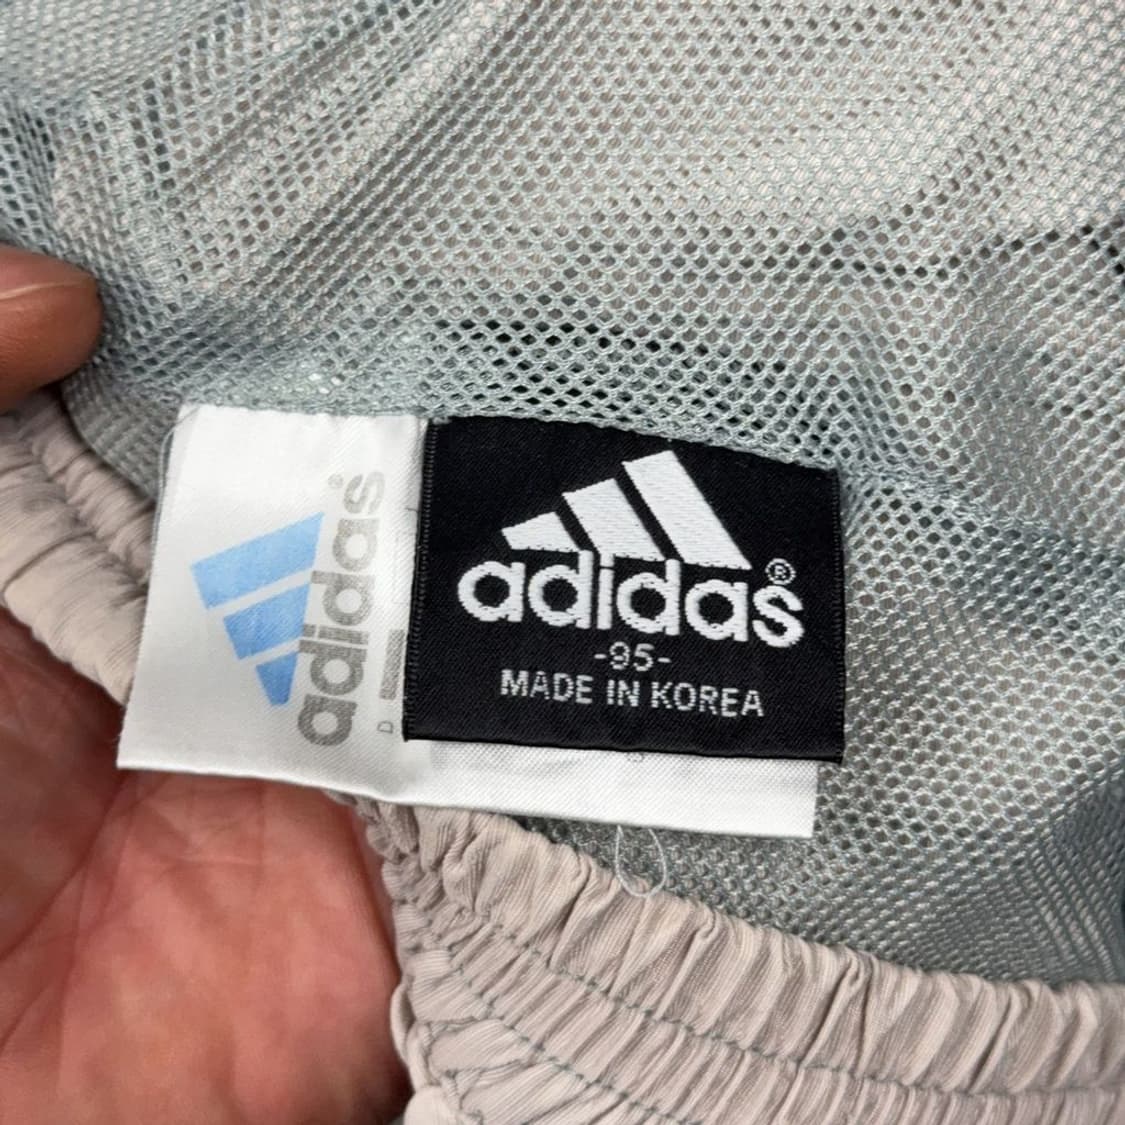 adidas
adidas®
-95-
MADE IN KOREA
D